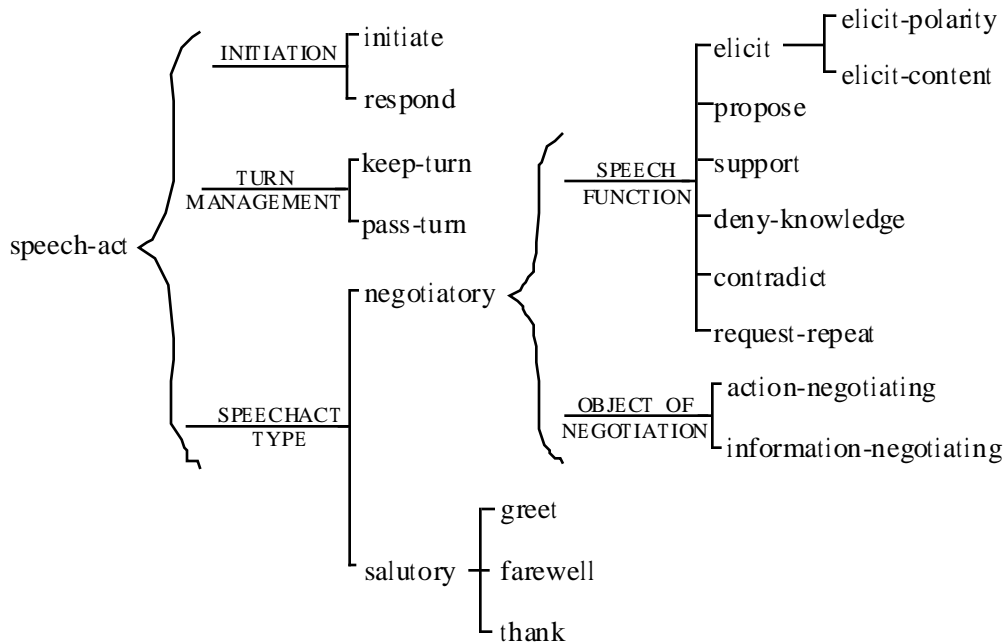 elicit-polarity
initiate
elicit
INITIATION
elicit-content
respond
propose
keep-turn
support
TURN
MANAGEMENT
SPEECH
FUNCTION
pass-turn
deny-knowledge
speech-act
contradict
negotiatory
request-repeat
action-negotiating
SPEECHACT
TYPE
OBJECT OF
NEGOTIATION
information-negotiating
greet
salutory
farewell
thank